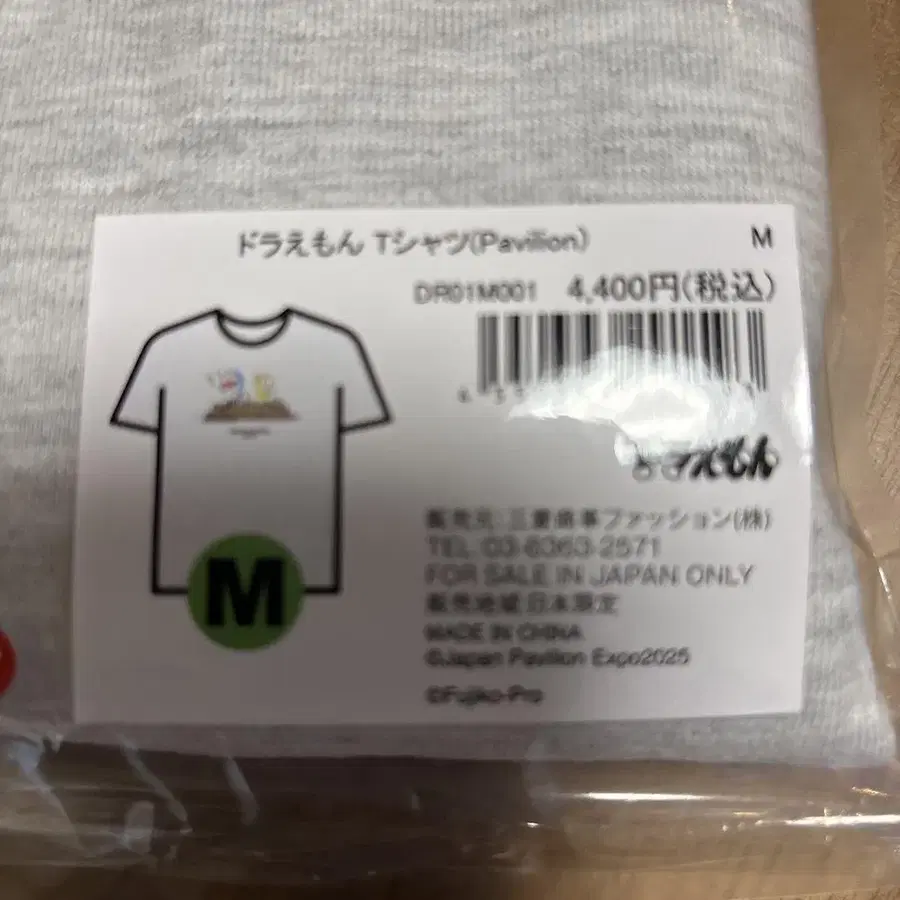 ドラえもん Tシャツ(Pavilion) M
DR01M001 4,400円(税込)
ドラえもん
M
販売元:三菱商事ファッション(株)
TEL:03-6363-2571
FOR SALE IN JAPAN ONLY
販売地域 日本限定
MADE IN CHINA
©Japan Pavilion Expo2025
©Fujiko-Pro